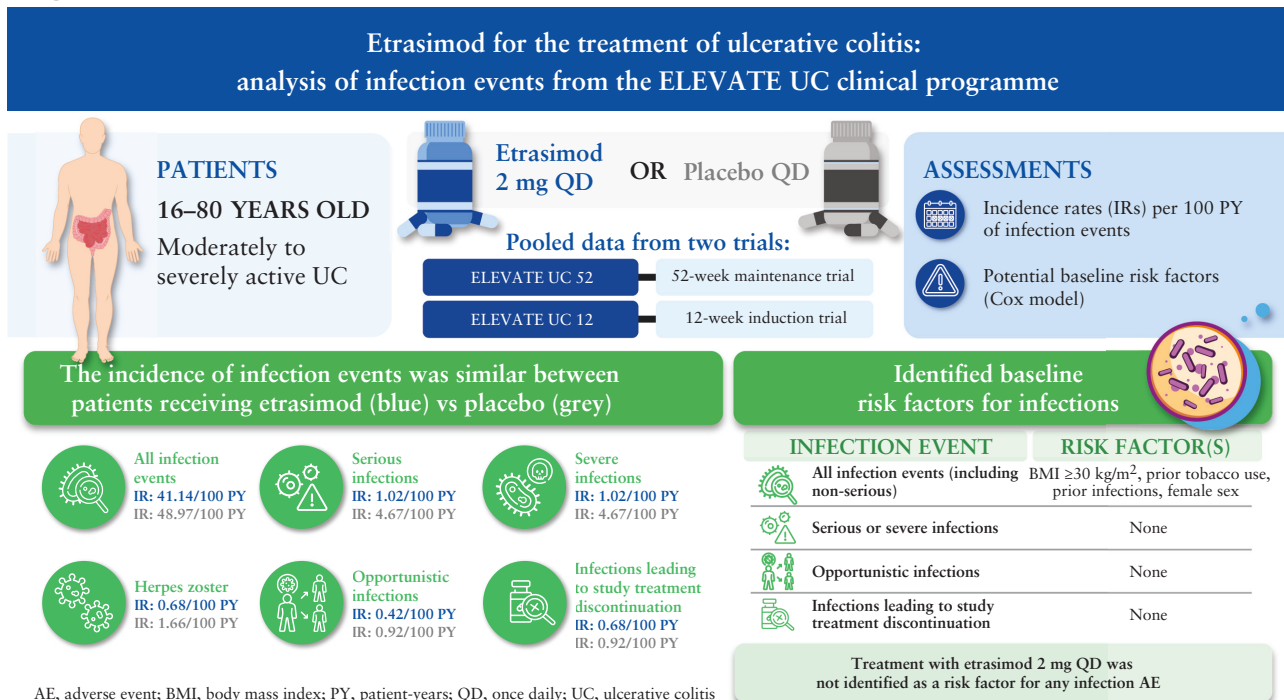 Etrasimod for the treatment of ulcerative colitis:
analysis of infection events from the ELEVATE UC clinical programme
PATIENTS
16–80 YEARS OLD
Moderately to
severely active UC
Etrasimod
2 mg QD
OR
Placebo QD
Pooled data from two trials:
ELEVATE UC 52
52-week maintenance trial
ELEVATE UC 12
12-week induction trial
ASSESSMENTS
Incidence rates (IRs) per 100 PY
of infection events
Potential baseline risk factors
(Cox model)
The incidence of infection events was similar between
patients receiving etrasimod (blue) vs placebo (grey)
All infection
events
IR: 41.14/100 PY
IR: 48.97/100 PY
Serious
infections
IR: 1.02/100 PY
IR: 4.67/100 PY
Severe
infections
IR: 1.02/100 PY
IR: 4.67/100 PY
Herpes zoster
IR: 0.68/100 PY
IR: 1.66/100 PY
Opportunistic
infections
IR: 0.42/100 PY
IR: 0.92/100 PY
Infections leading
to study treatment
discontinuation
IR: 0.68/100 PY
IR: 0.92/100 PY
Identified baseline
risk factors for infections
INFECTION EVENT RISK FACTOR(S)
All infection events (including BMI ≥30 kg/m², prior tobacco use,
non-serious) prior infections, female sex
Serious or severe infections None
Opportunistic infections None
Infections leading to study
treatment discontinuation None
Treatment with etrasimod 2 mg QD was
not identified as a risk factor for any infection AE
AE, adverse event; BMI, body mass index; PY, patient-years; QD, once daily; UC, ulcerative colitis